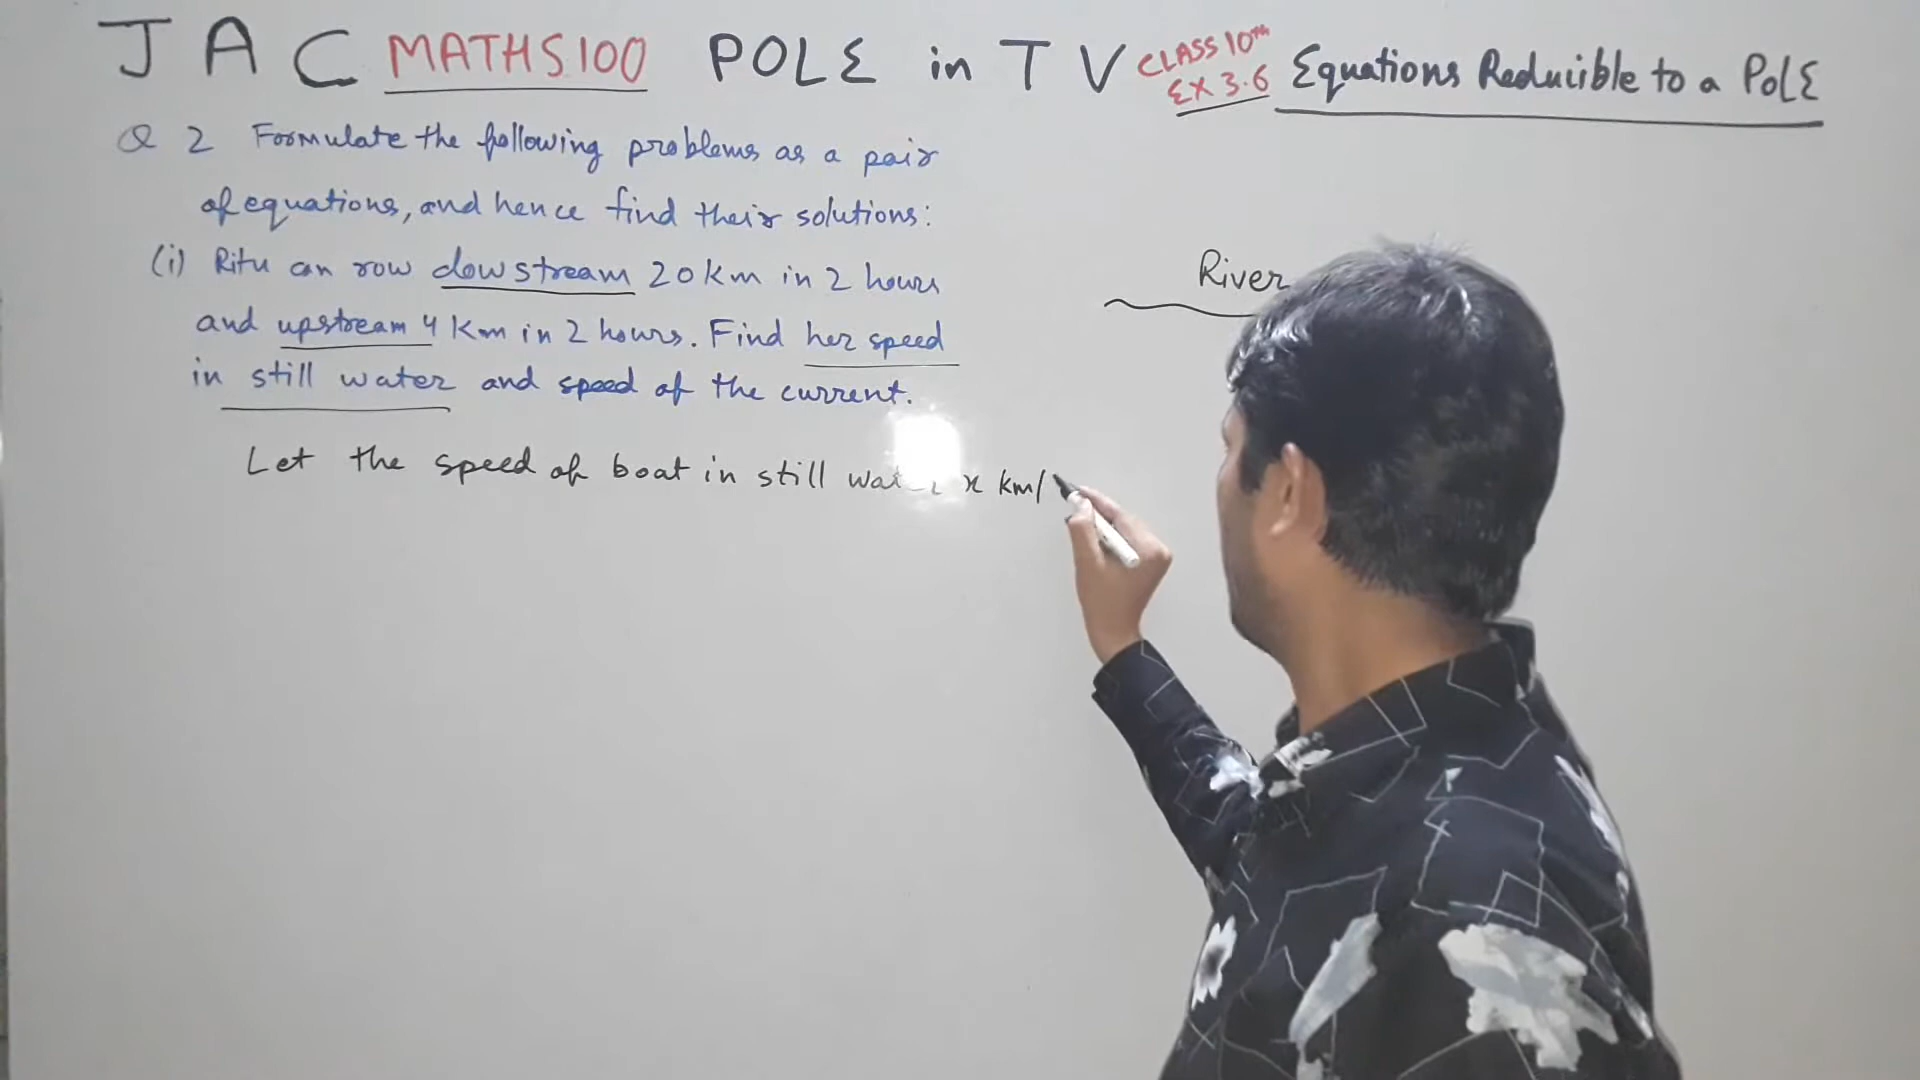 JAC MATHS100 POLE in TV CLASS 10th EX 3.6 Equations Reducible to a POLE
Q 2 Formulate the following problems as a pair
of equations, and hence find their solutions:
(i) Ritu can row dowstream 20 km in 2 hours
and upstream 4 Km in 2 hours. Find her speed
in still water and speed of the current.
River
Let the speed of boat in still water x km/